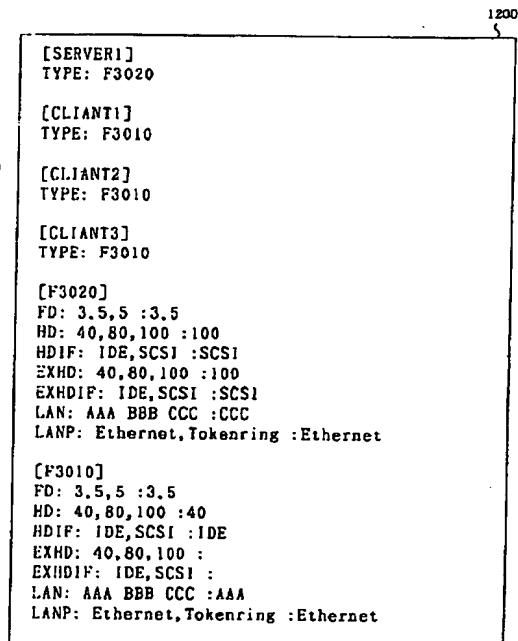 1200
[SERVER1]
TYPE: F3020
[CLIANT1]
TYPE: F3010
[CLIANT2]
TYPE: F3010
[CLIANT3]
TYPE: F3010
[F3020]
FD: 3.5,5 :3.5
HD: 40,80,100 :100
HDIF: IDE,SCSI :SCSI
EXHD: 40,80,100 :100
EXHDIF: IDE,SCSI :SCSI
LAN: AAA BBB CCC :CCC
LANP: Ethernet,Tokenring :Ethernet
[F3010]
FD: 3.5,5 :3.5
HD: 40,80,100 :40
HDIF: IDE,SCSI :IDE
EXHD: 40,80,100 :
EXHDIF: IDE,SCSI :
LAN: AAA BBB CCC :AAA
LANP: Ethernet,Tokenring :Ethernet